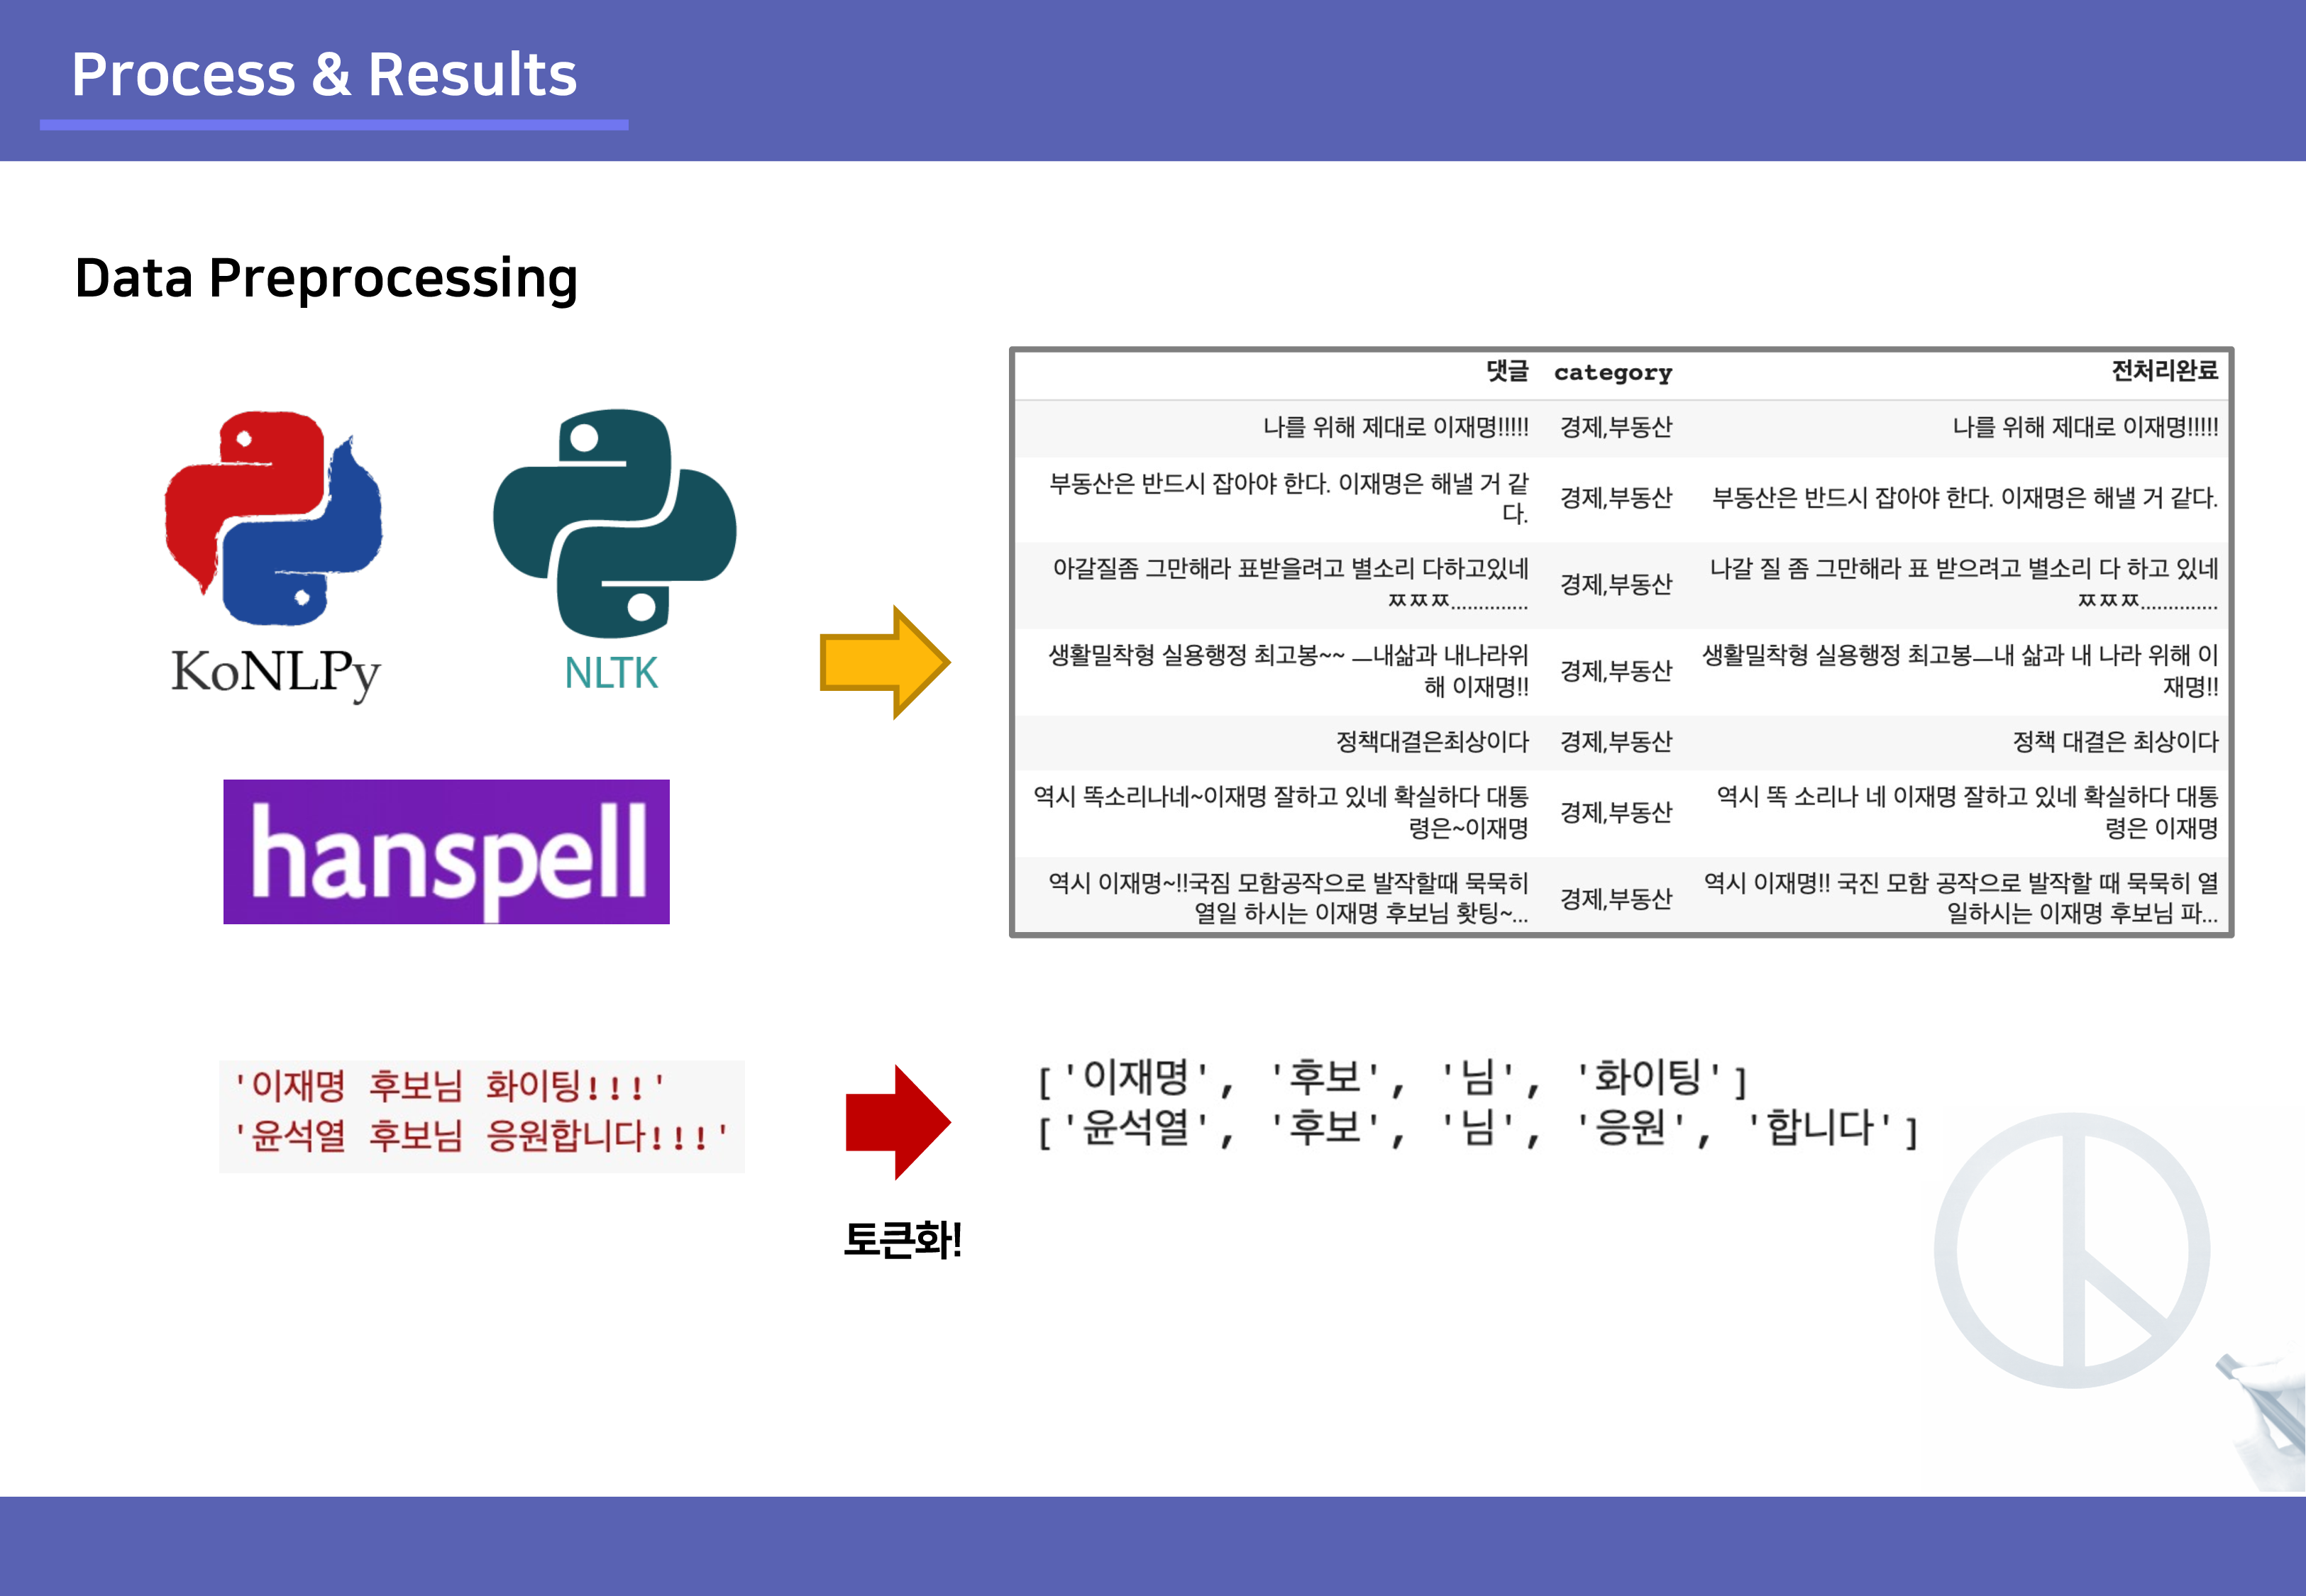 Process & Results
Data Preprocessing
KoNLPy
NLTK
hanspell
댓글 category 전처리완료
나를 위해 제대로 이재명!!!!! 경제,부동산 나를 위해 제대로 이재명!!!!!
부동산은 반드시 잡아야 한다. 이재명은 해낼 거 같
다. 경제,부동산 부동산은 반드시 잡아야 한다. 이재명은 해낼 거 같다.
아갈질좀 그만해라 표받을려고 별소리 다하고있네
ㅉㅉㅉ.............. 경제,부동산 나갈 질 좀 그만해라 표 받으려고 별소리 다 하고 있네
ㅉㅉㅉ..............
생활밀착형 실용행정 최고봉~~ ㅡ내삶과 내나라위
해 이재명!! 경제,부동산 생활밀착형 실용행정 최고봉ㅡ내 삶과 내 나라 위해 이
재명!!
정책대결은최상이다 경제,부동산 정책 대결은 최상이다
역시 똑소리나네~이재명 잘하고 있네 확실하다 대통
령은~이재명 경제,부동산 역시 똑 소리나 네 이재명 잘하고 있네 확실하다 대통
령은 이재명
역시 이재명~!!국짐 모함공작으로 발작할때 묵묵히
열일 하시는 이재명 후보님 홧팅~... 경제,부동산 역시 이재명!! 국진 모함 공작으로 발작할 때 묵묵히 열
일하시는 이재명 후보님 파...
'이재명 후보님 화이팅!!!'
'윤석열 후보님 응원합니다!!!'
토큰화!
['이재명', '후보', '님', '화이팅']
['윤석열', '후보', '님', '응원', '합니다']